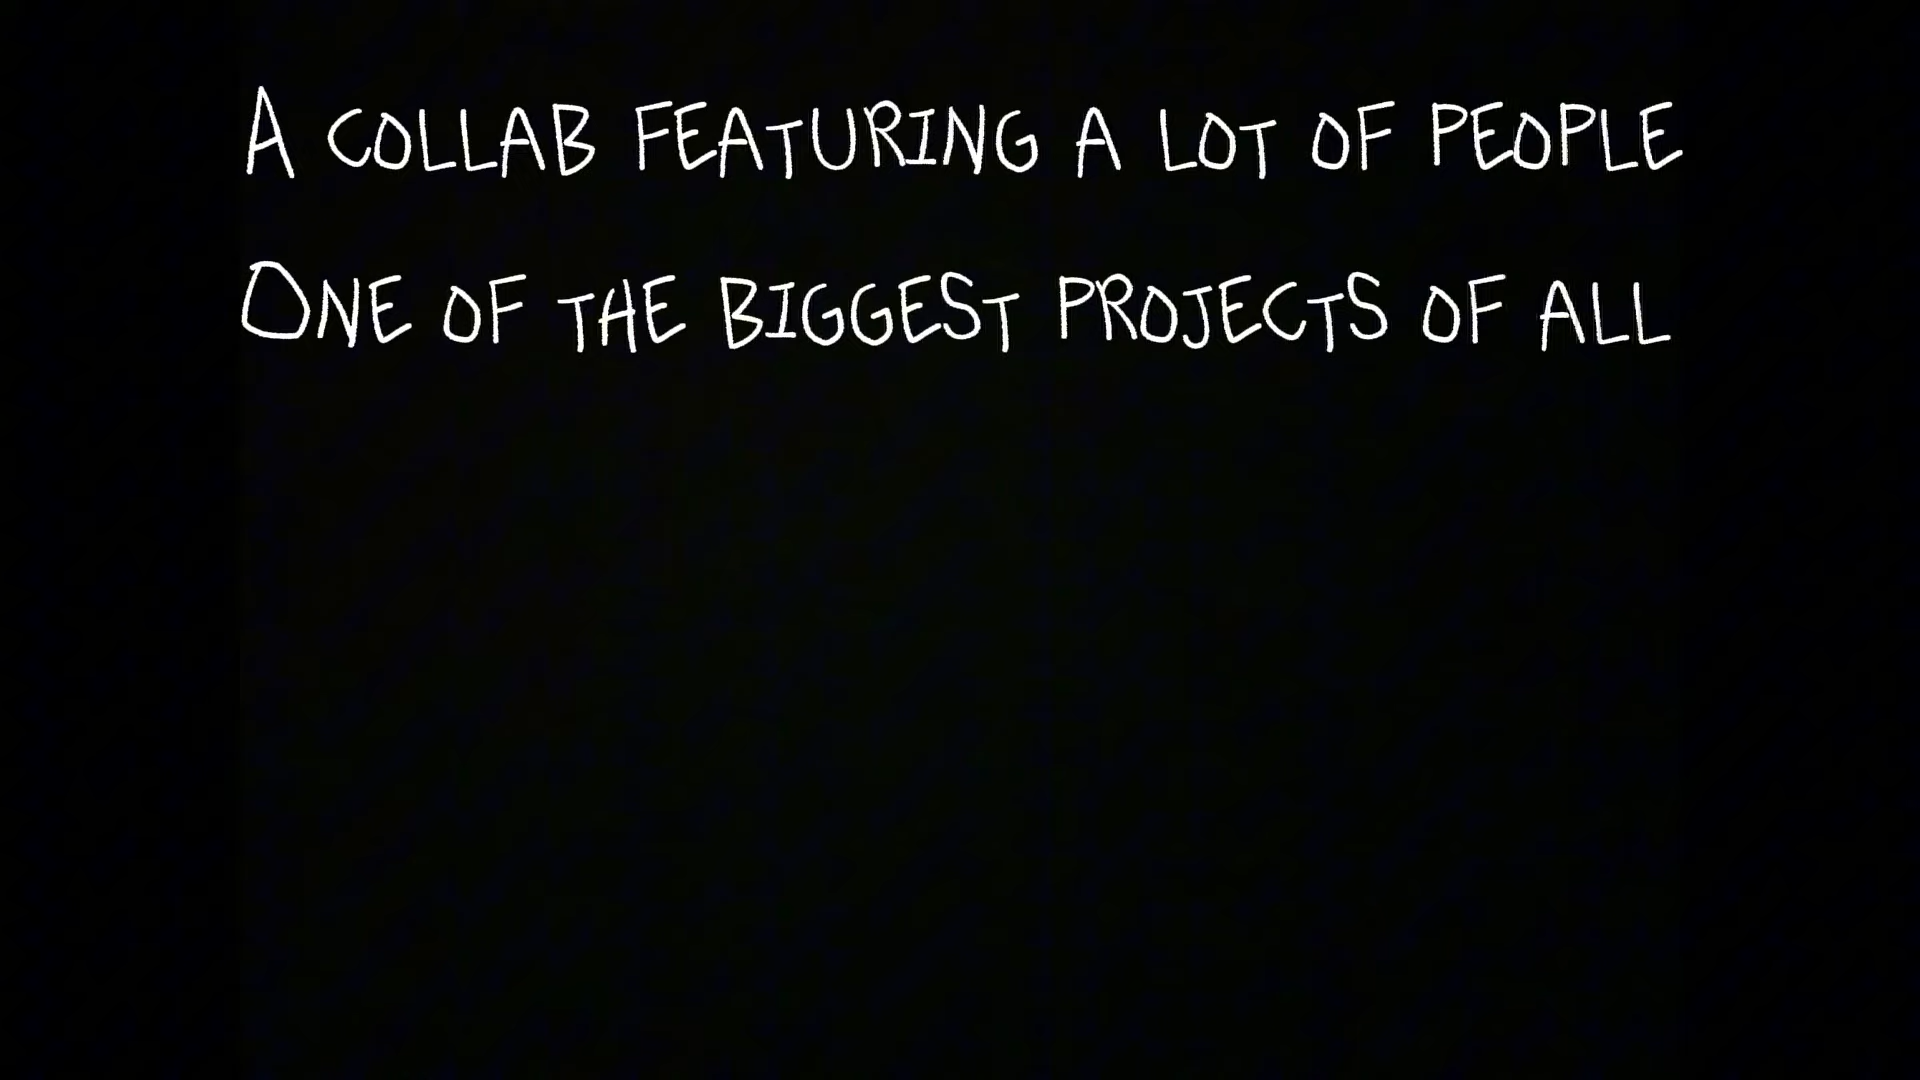 A COLLAB FEATURING A LOT OF PEOPLE
ONE OF THE BIGGEST PROJECTS OF ALL